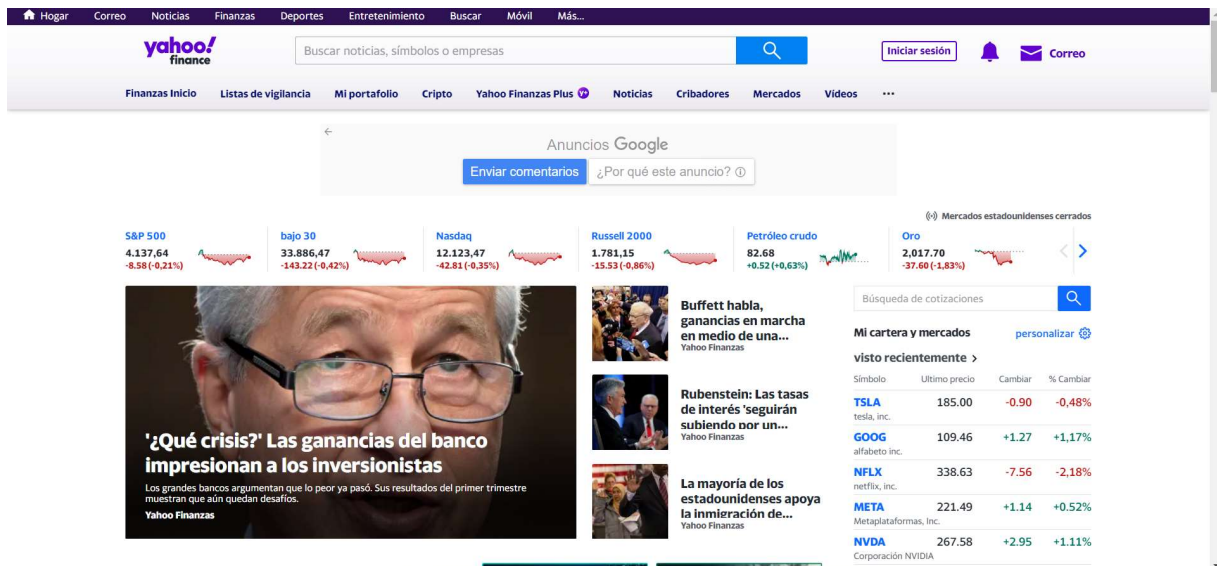 Hogar Correo Noticias Finanzas Deportes Entretenimiento Buscar Móvil Más...
yahoo!
finance
Buscar noticias, símbolos o empresas
Iniciar sesión
Correo
Finanzas Inicio Listas de vigilancia Mi portafolio Cripto Yahoo Finanzas Plus Y+ Noticias Cribadores Mercados Vídeos ...
Anuncios Google
Enviar comentarios ¿Por qué este anuncio?
Mercados estadounidenses cerrados
S&P 500
4.137,64
-8.58 (-0,21%)
bajo 30
33.886,47
-143.22 (-0,42%)
Nasdaq
12.123,47
-42.81 (-0,35%)
Russell 2000
1.781,15
-15.53 (-0,86%)
Petróleo crudo
82.68
+0.52 (+0,63%)
Oro
2,017.70
-37.60 (-1,83%)
'¿Qué crisis?' Las ganancias del banco
impresionan a los inversionistas
Los grandes bancos argumentan que lo peor ya pasó. Sus resultados del primer trimestre
muestran que aún quedan desafíos.
Yahoo Finanzas
Buffett habla,
ganancias en marcha
en medio de una...
Yahoo Finanzas
Rubenstein: Las tasas
de interés 'seguirán
subiendo por un...
Yahoo Finanzas
La mayoría de los
estadounidenses apoya
la inmigración de...
Yahoo Finanzas
Búsqueda de cotizaciones
Mi cartera y mercados personalizar
visto recientemente >
Símbolo Ultimo precio Cambiar % Cambiar
TSLA 185.00 -0.90 -0,48%
tesla, inc.
GOOG 109.46 +1.27 +1,17%
alfabeto inc.
NFLX 338.63 -7.56 -2,18%
netflix, inc.
META 221.49 +1.14 +0.52%
Metaplataformas, Inc.
NVDA 267.58 +2.95 +1.11%
Corporación NVIDIA